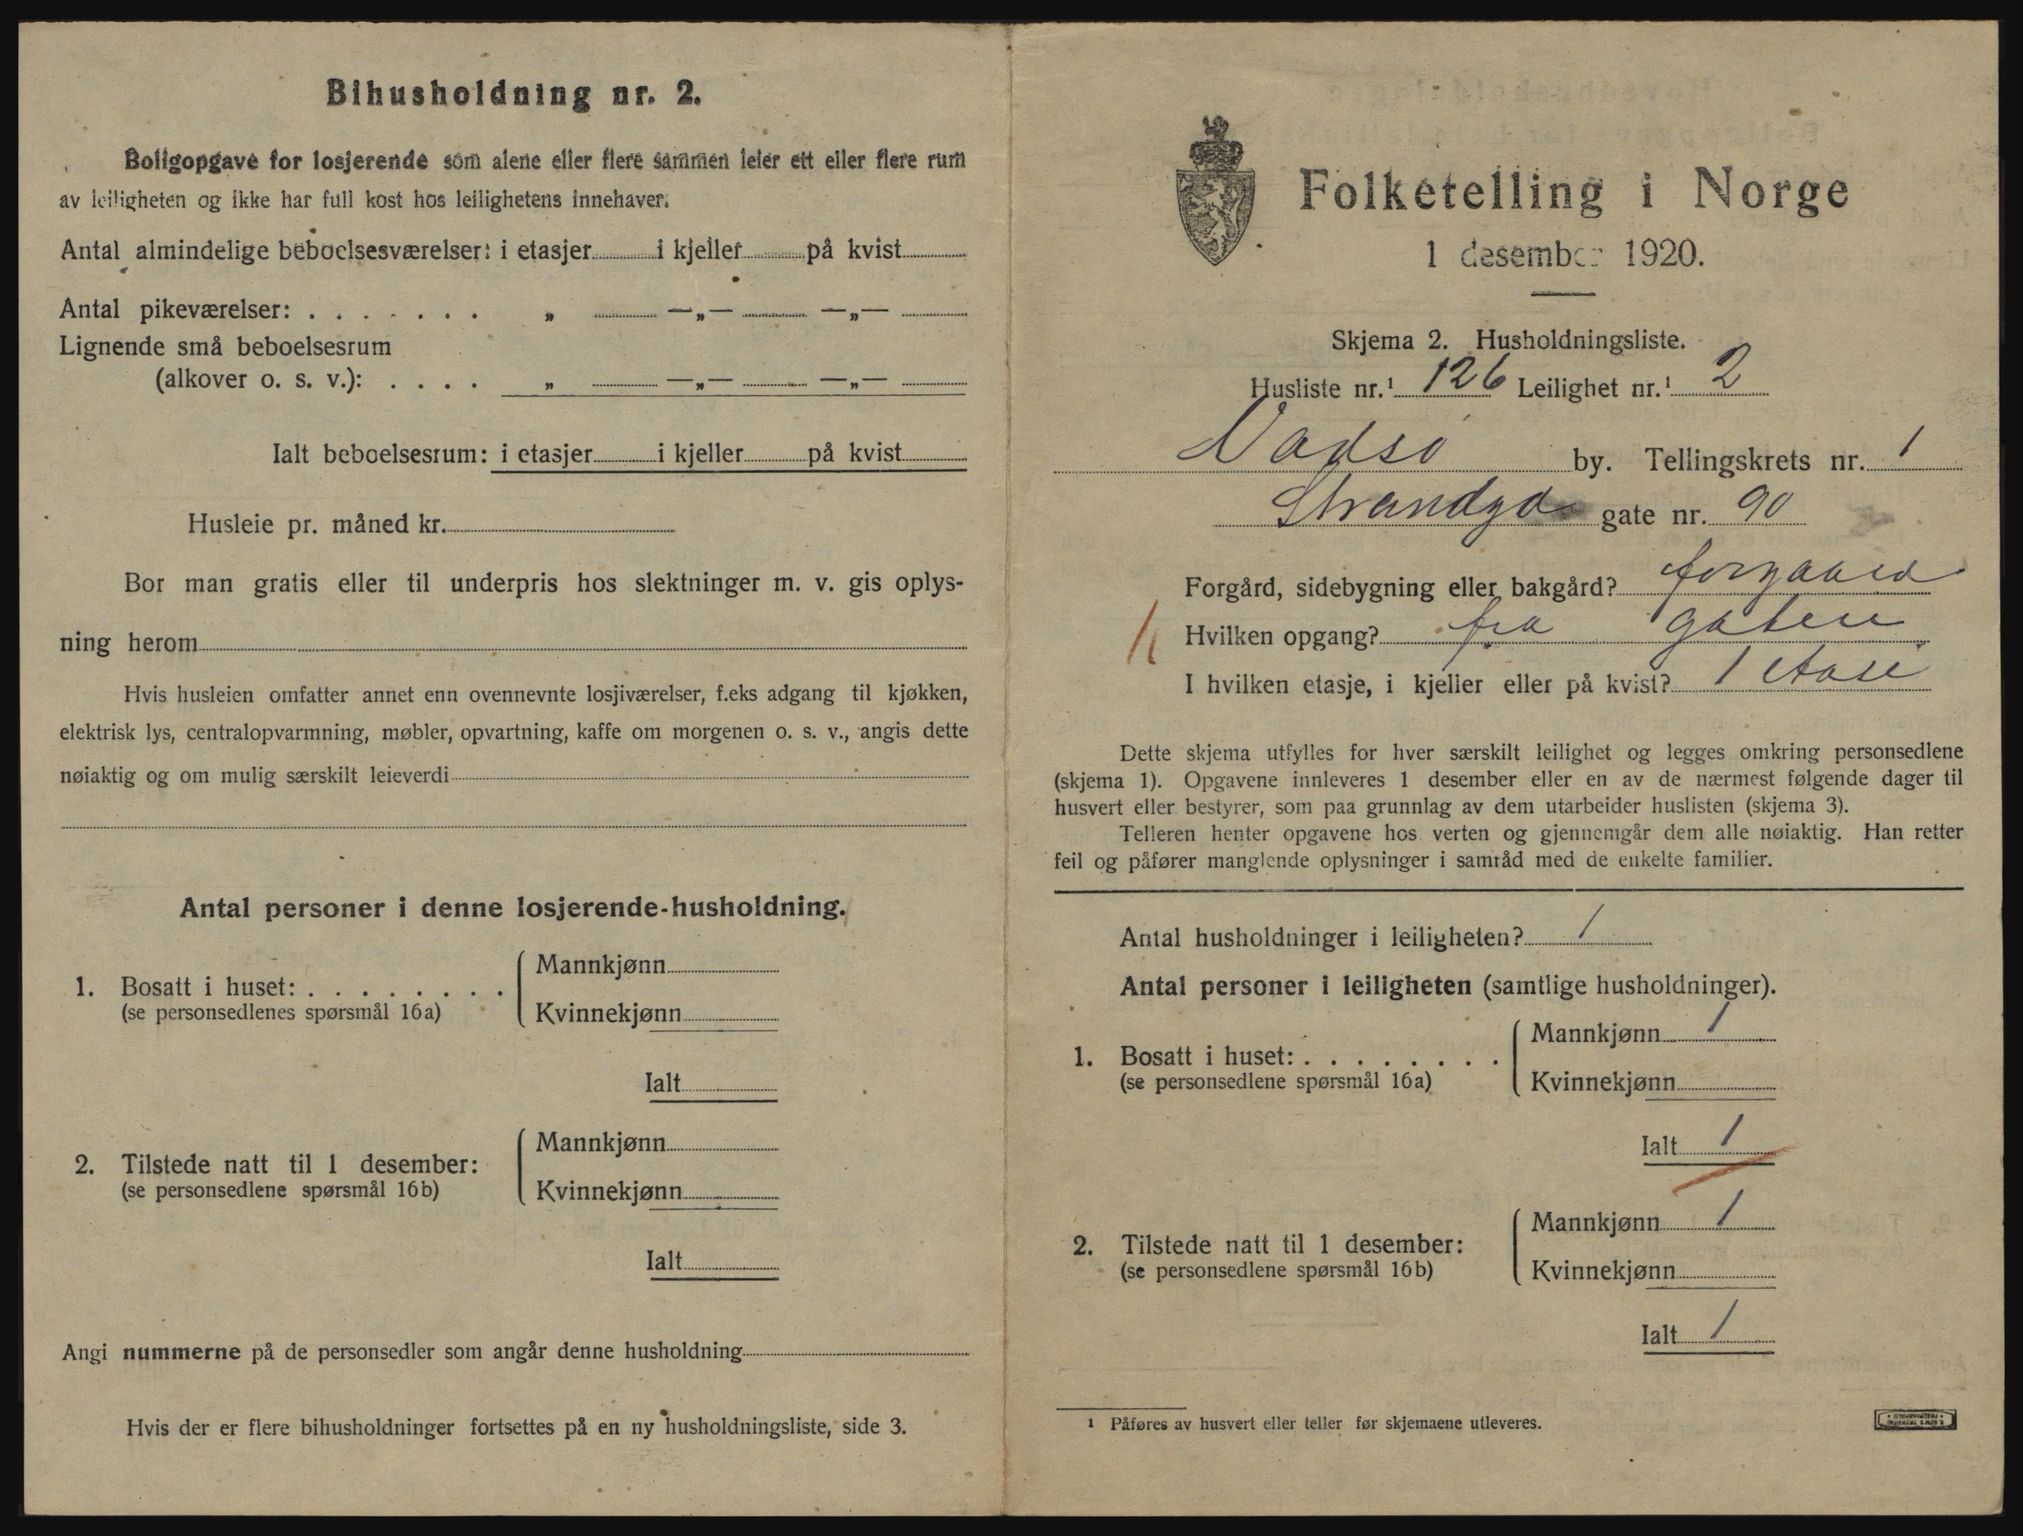 Bihusholdning nr. 2.
Boligopgave for losjerende som alene eller flere sammen leier ett eller flere rum
av leiligheten og ikke har full kost hos leilighetens innehaver.
Antal almindelige beboelsesværelser: i etasjer i kjeller på kvist
Antal pikeværelser: . . . . . . . „ —„— —„—
Lignende små beboelsesrum
(alkover o. s. v.): . . . . „ —„— —„—
Ialt beboelsesrum: i etasjer i kjeller på kvist
Husleie pr. måned kr.
Bor man gratis eller til underpris hos slektninger m. v. gis oplys-
ning herom
Hvis husleien omfatter annet enn ovennevnte losjiværelser, f.eks adgang til kjøkken,
elektrisk lys, centralopvarmning, møbler, opvartning, kaffe om morgenen o. s. v., angis dette
nøiaktig og om mulig særskilt leieverdi
Antal personer i denne losjerende-husholdning.
1. Bosatt i huset: . . . . . . . . Mannkjønn
(se personsedlenes spørsmål 16a) Kvinnekjønn
Ialt
2. Tilstede natt til 1 desember: Mannkjønn
(se personsedlene spørsmål 16b) Kvinnekjønn
Ialt
Angi nummerne på de personsedler som angår denne husholdning
Hvis der er flere bihusholdninger fortsettes på en ny husholdningsliste, side 3.
Folketelling i Norge
1 desember 1920.
Skjema 2. Husholdningsliste.
Husliste nr.¹ 126 Leilighet nr.¹ 2
Vadsö by. Tellingskrets nr. 1
Strandgd gate nr. 90
Forgård, sidebygning eller bakgård? forgaard
Hvilken opgang? fra gaten
I hvilken etasje, i kjeller eller på kvist? 1 etase
Dette skjema utfylles for hver særskilt leilighet og legges omkring personsedlene
(skjema 1). Opgavene innleveres 1 desember eller en av de nærmest følgende dager til
husvert eller bestyrer, som paa grunnlag av dem utarbeider huslisten (skjema 3).
Telleren henter opgavene hos verten og gjennemgår dem alle nøiaktig. Han retter
feil og påfører manglende oplysninger i samråd med de enkelte familier.
Antal husholdninger i leiligheten? 1
Antal personer i leiligheten (samtlige husholdninger).
1. Bosatt i huset: . . . . . . . . Mannkjønn 1
(se personsedlene spørsmål 16a) Kvinnekjønn
Ialt 1
2. Tilstede natt til 1 desember: Mannkjønn 1
(se personsedlene spørsmål 16b) Kvinnekjønn
Ialt 1
¹ Påføres av husvert eller teller før skjemaene utleveres.